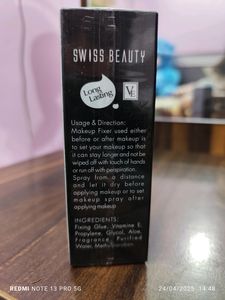 SWISS BEAUTY
Long
Lasting
VE
Usage & Direction:
Makeup Fixer used either
before or after makeup is
to set your makeup so that
it can stay longer and not be
wiped off with touch of hands
or run off with perspiration.
Spray from a distance
and let it dry before
applying makeup or to set
makeup spray after
applying makeup
INGREDIENTS:
Fixing Glue, Vitamine E,
Propylene, Glycol, Aloe,
Fragrance Purified
Water,
REDMI NOTE 13 PRO 5G
24/04/2025 14:48